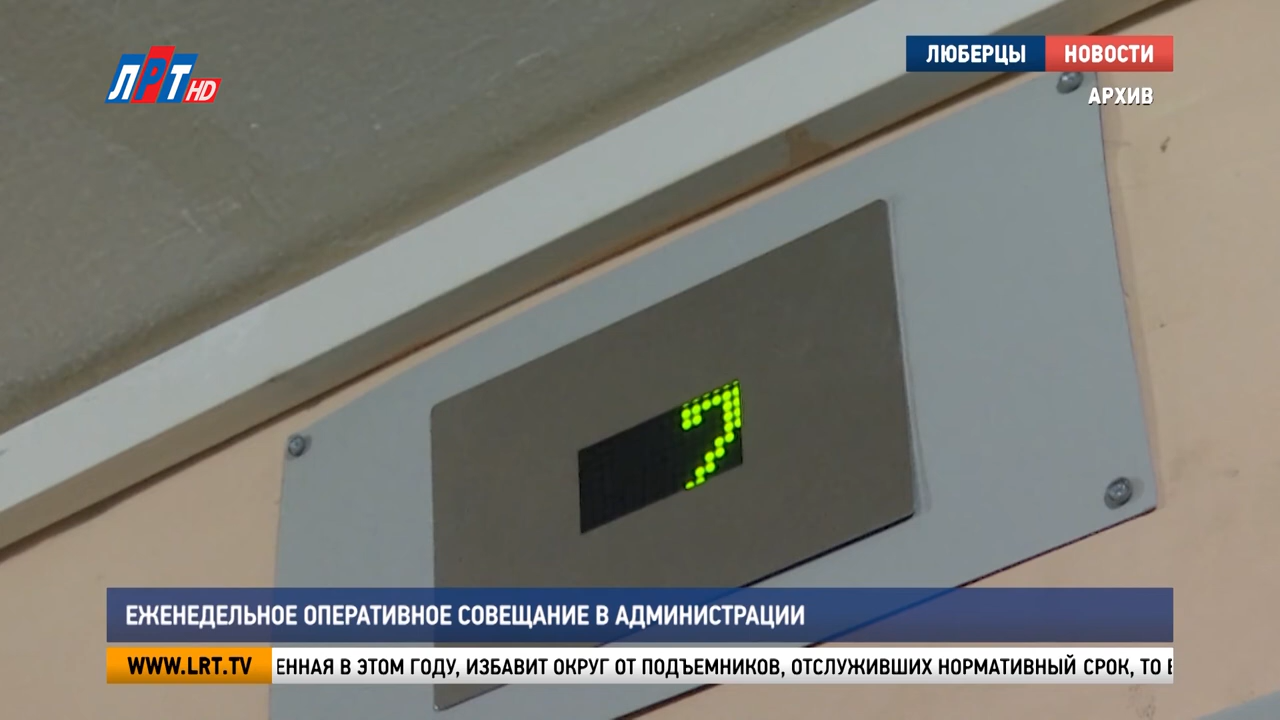 ЛРТ HD
ЛЮБЕРЦЫ НОВОСТИ
АРХИВ
7
ЕЖЕНЕДЕЛЬНОЕ ОПЕРАТИВНОЕ СОВЕЩАНИЕ В АДМИНИСТРАЦИИ
WWW.LRT.TV ЕННАЯ В ЭТОМ ГОДУ, ИЗБАВИТ ОКРУГ ОТ ПОДЪЕМНИКОВ, ОТСЛУЖИВШИХ НОРМАТИВНЫЙ СРОК, ТО